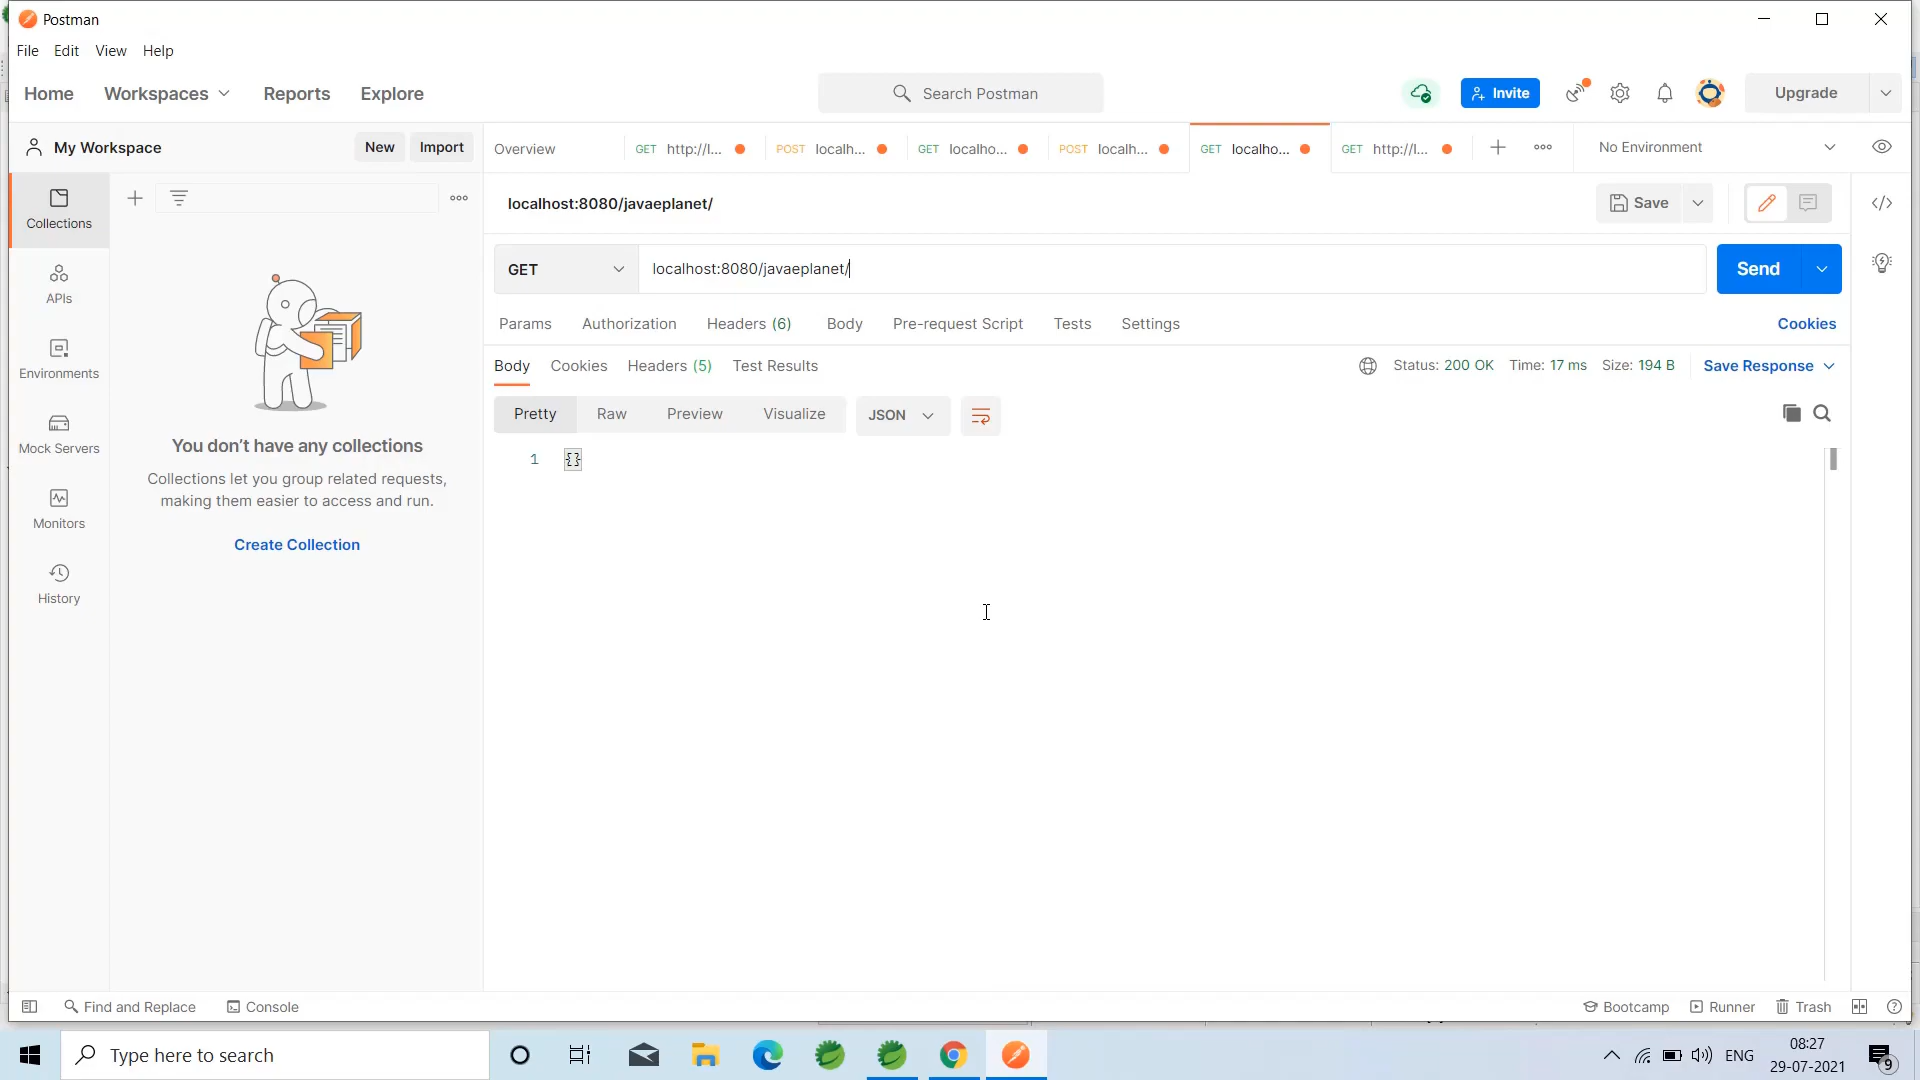 Postman
File Edit View Help
Home Workspaces Reports Explore Search Postman Invite Upgrade
My Workspace New Import
Overview GET http://l... POST localh... GET localho... POST localh... GET localho... GET http://l... No Environment
Collections
APIs
Environments
Mock Servers
Monitors
History
You don't have any collections
Collections let you group related requests,
making them easier to access and run.
Create Collection
localhost:8080/javaeplanet/ Save
GET localhost:8080/javaeplanet/ Send
Params Authorization Headers (6) Body Pre-request Script Tests Settings Cookies
Body Cookies Headers (5) Test Results Status: 200 OK Time: 17 ms Size: 194 B Save Response
Pretty Raw Preview Visualize JSON
1 {}
Find and Replace Console Bootcamp Runner Trash
Type here to search ENG 08:27
29-07-2021 9